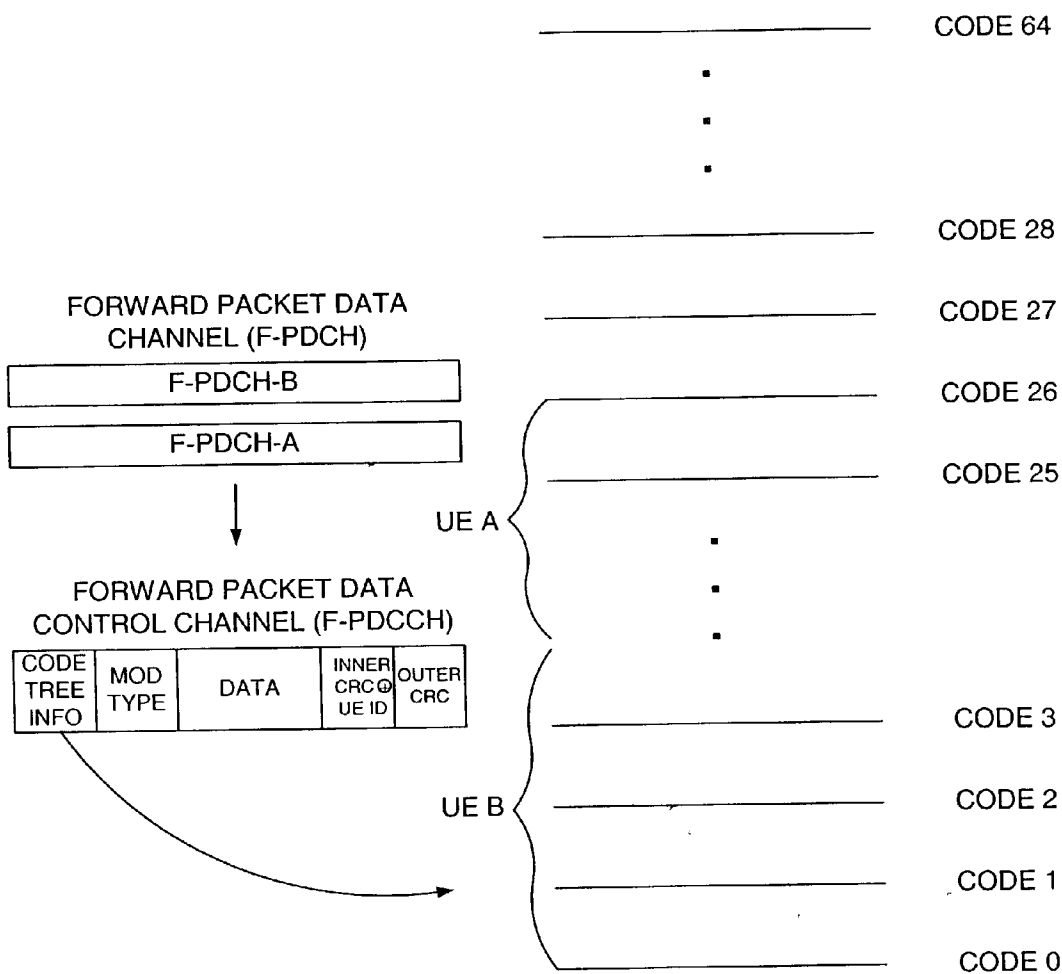 CODE 64
CODE 28
CODE 27
CODE 26
CODE 25
FORWARD PACKET DATA
CHANNEL (F-PDCH)
F-PDCH-B
F-PDCH-A
UE A
FORWARD PACKET DATA
CONTROL CHANNEL (F-PDCCH)
CODE
TREE
INFO
MOD
TYPE
DATA
INNER
CRC⊕
UE ID
OUTER
CRC
CODE 3
UE B
CODE 2
CODE 1
CODE 0